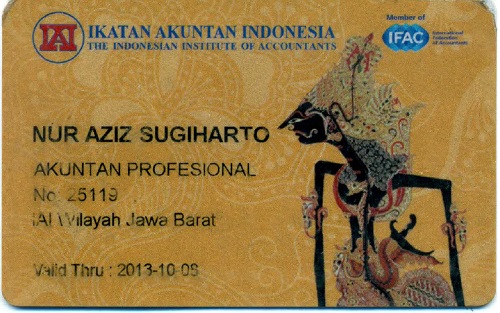 IAI
IKATAN AKUNTAN INDONESIA
THE INDONESIAN INSTITUTE OF ACCOUNTANTS
Member of
IFAC
International
Federation
of Accountants
NUR AZIZ SUGIHARTO
AKUNTAN PROFESIONAL
No. 25119
IAI Wilayah Jawa Barat
Valid Thru : 2013-10-08